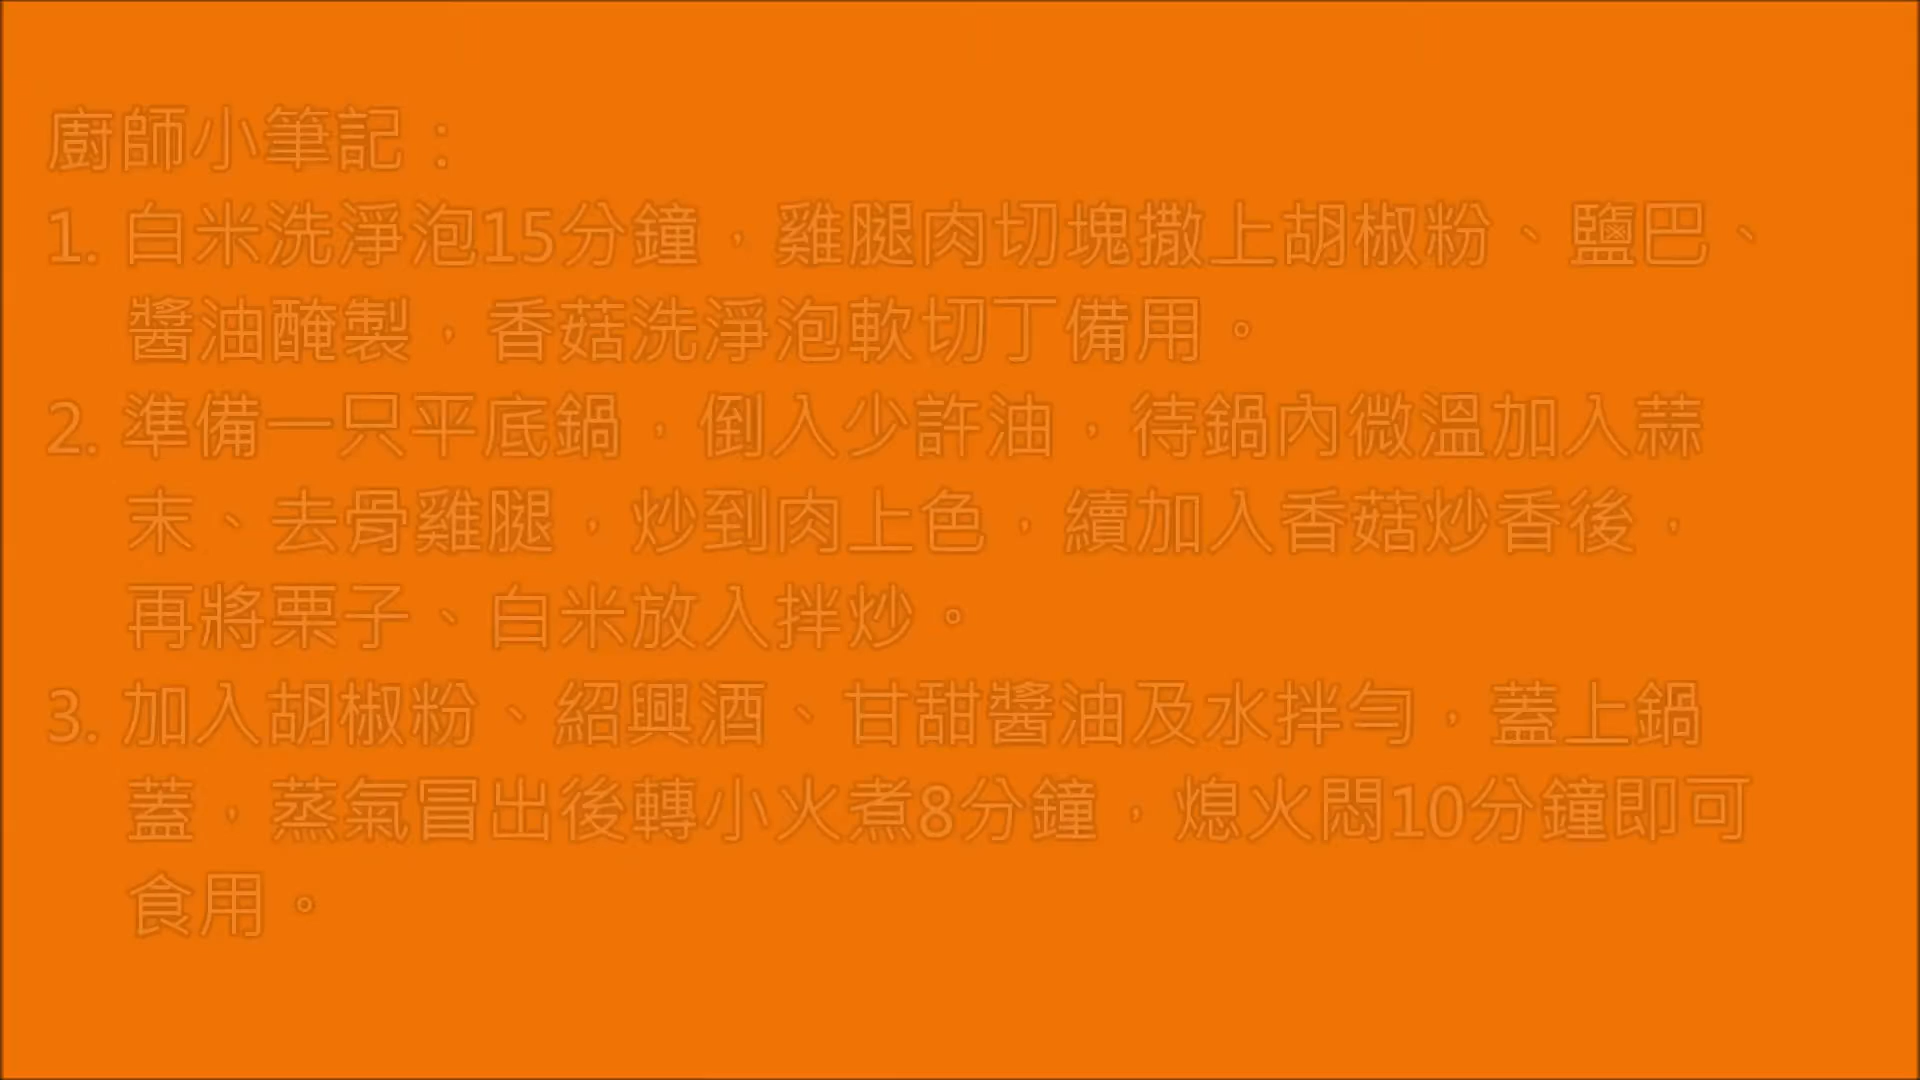 廚師小筆記：
1. 白米洗淨泡15分鐘，雞腿肉切塊撒上胡椒粉、鹽巴、
醬油醃製，香菇洗淨泡軟切丁備用。
2. 準備一只平底鍋，倒入少許油，待鍋內微溫加入蒜
末、去骨雞腿，炒到肉上色，續加入香菇炒香後，
再將栗子、白米放入拌炒。
3. 加入胡椒粉、紹興酒、甘甜醬油及水拌勻，蓋上鍋
蓋，蒸氣冒出後轉小火煮8分鐘，熄火悶10分鐘即可
食用。